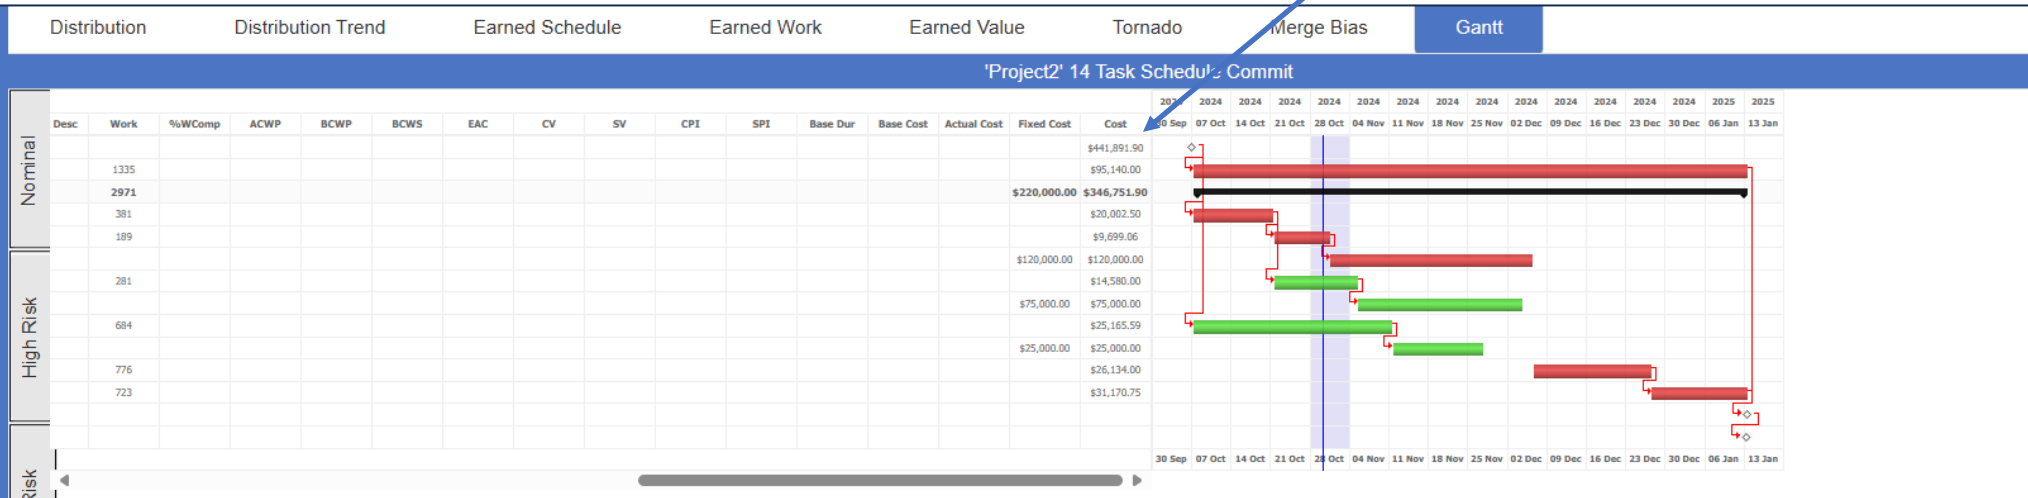 Distribution Distribution Trend Earned Schedule Earned Work Earned Value Tornado Merge Bias Gantt
'Project2' 14 Task Schedule Commit
Nominal
High Risk
Risk
2024 2024 2024 2024 2024 2024 2024 2024 2024 2024 2024 2024 2024 2025 2025
Desc Work %WComp ACWP BCWP BCWS EAC CV SV CPI SPI Base Dur Base Cost Actual Cost Fixed Cost Cost 30 Sep 07 Oct 14 Oct 21 Oct 28 Oct 04 Nov 11 Nov 18 Nov 25 Nov 02 Dec 09 Dec 16 Dec 23 Dec 30 Dec 06 Jan 13 Jan
$441,891.90
1335 $95,140.00
2971 $220,000.00 $346,751.90
381 $20,002.50
189 $9,699.06
$120,000.00 $120,000.00
281 $14,580.00
$75,000.00 $75,000.00
684 $25,165.59
$25,000.00 $25,000.00
776 $26,134.00
723 $31,170.75
30 Sep 07 Oct 14 Oct 21 Oct 28 Oct 04 Nov 11 Nov 18 Nov 25 Nov 02 Dec 09 Dec 16 Dec 23 Dec 30 Dec 06 Jan 13 Jan